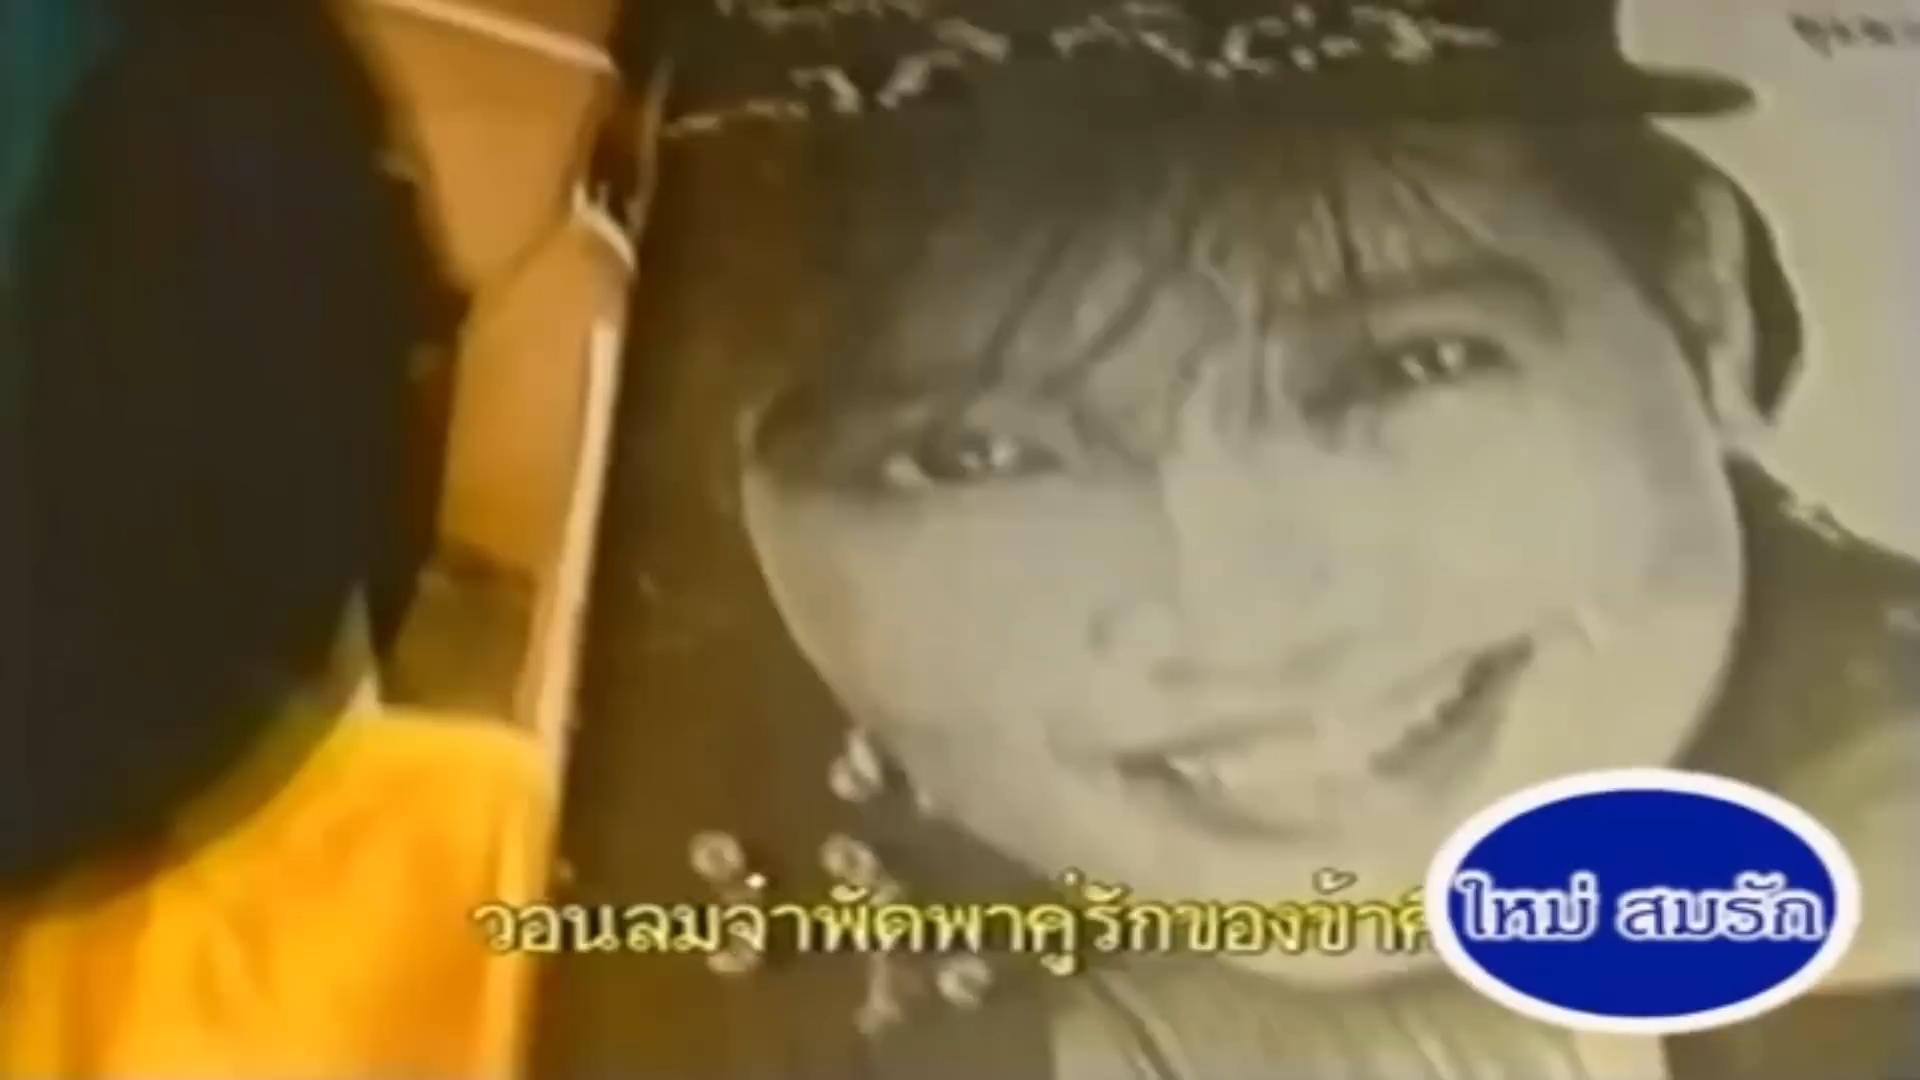 วอนลมจ๋าพัดพาคู่รักของข้าคื
ใหม่ สมรัก